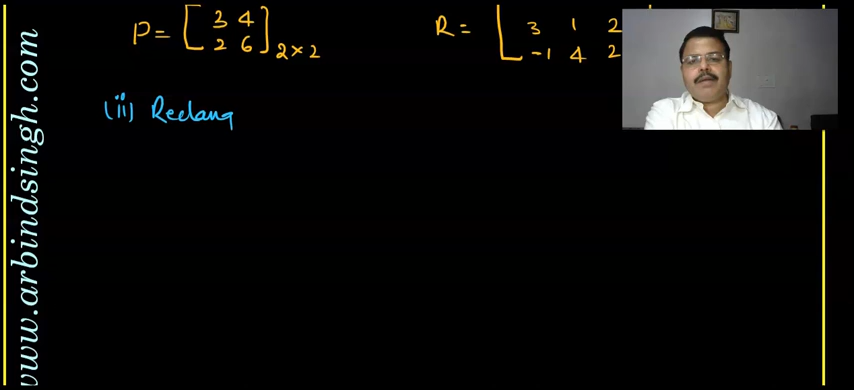 P = [ 3 4
2 6 ] 2 × 2
R = [ 3 1 2
-1 4 2
(ii) Rectang
www.arbindsingh.com